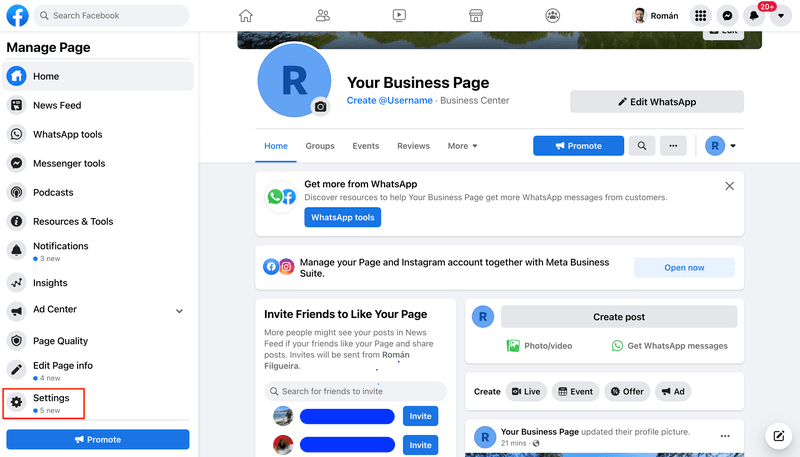 Search Facebook
Román
20+
Manage Page
Home
News Feed
WhatsApp tools
Messenger tools
Podcasts
Resources & Tools
Notifications
3 new
Insights
Ad Center
Page Quality
Edit Page info
4 new
Settings
5 new
Promote
Edit
R
Your Business Page
Create @Username · Business Center
Edit WhatsApp
Home
Groups
Events
Reviews
More
Promote
R
Get more from WhatsApp
Discover resources to help Your Business Page get more WhatsApp messages from customers.
WhatsApp tools
Manage your Page and Instagram account together with Meta Business
Suite.
Open now
Invite Friends to Like Your Page
More people might see your posts in News
Feed if your friends like your Page and share
posts. Invites will be sent from Román
Filgueira.
Search for friends to invite
Invite
Invite
R
Create post
Photo/video
Get WhatsApp messages
Create
Live
Event
Offer
Ad
R
Your Business Page updated their profile picture.
21 mins ·